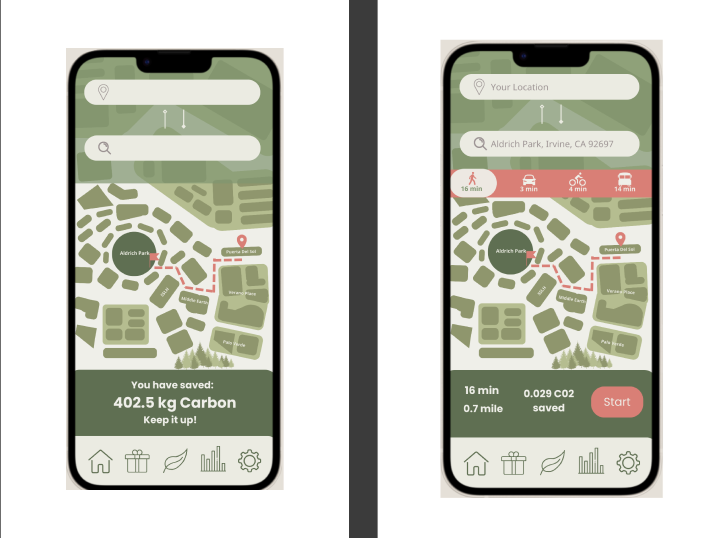 Aldrich Park
Puerta Del Sol
Middle Earth
Verano Place
Palo Verde
You have saved:
402.5 kg Carbon
Keep it up!
Your Location
Aldrich Park, Irvine, CA 92697
16 min
3 min
4 min
14 min
Aldrich Park
Puerta Del Sol
Middle Earth
Verano Place
Palo Verde
16 min
0.7 mile
0.029 C02
saved
Start